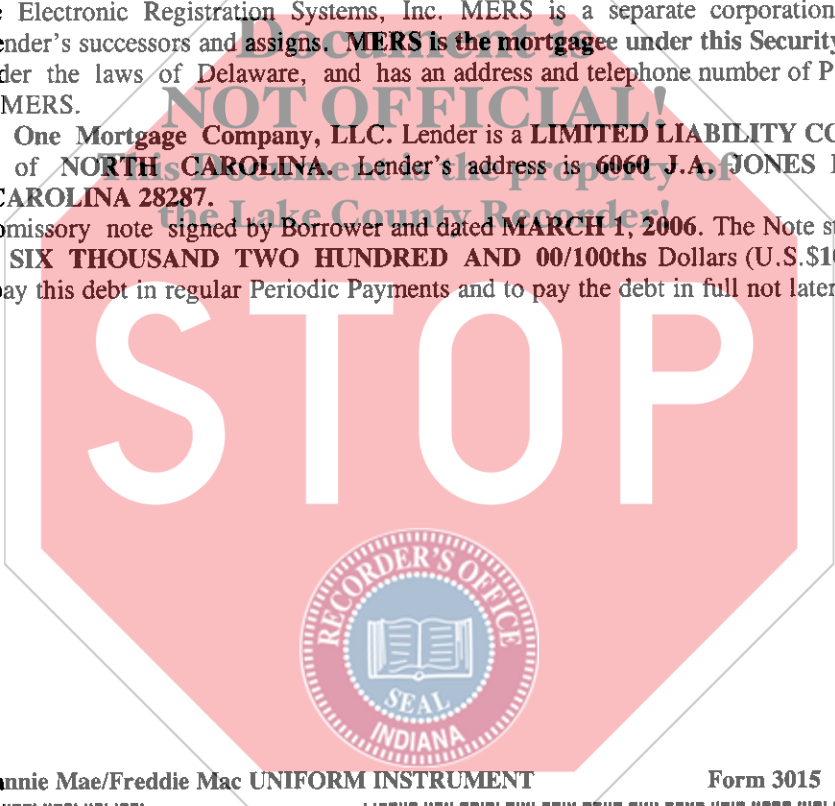 Electronic Registration Systems, Inc. MERS is a separate corporation
ender's successors and assigns. MERS is the mortgagee under this Security
der the laws of Delaware, and has an address and telephone number of P
MERS.
One Mortgage Company, LLC. Lender is a LIMITED LIABILITY CO
of NORTH CAROLINA. Lender's address is 6060 J.A. JONES
CAROLINA 28287.
omissory note signed by Borrower and dated MARCH 1, 2006. The Note st
SIX THOUSAND TWO HUNDRED AND 00/100ths Dollars (U.S.$10
pay this debt in regular Periodic Payments and to pay the debt in full not later
Document is
NOT OFFICIAL!
This Document is the property of
the Lake County Recorder!
STOP
RECORDER'S OFFICE
SEAL
INDIANA
annie Mae/Freddie Mac UNIFORM INSTRUMENT Form 3015